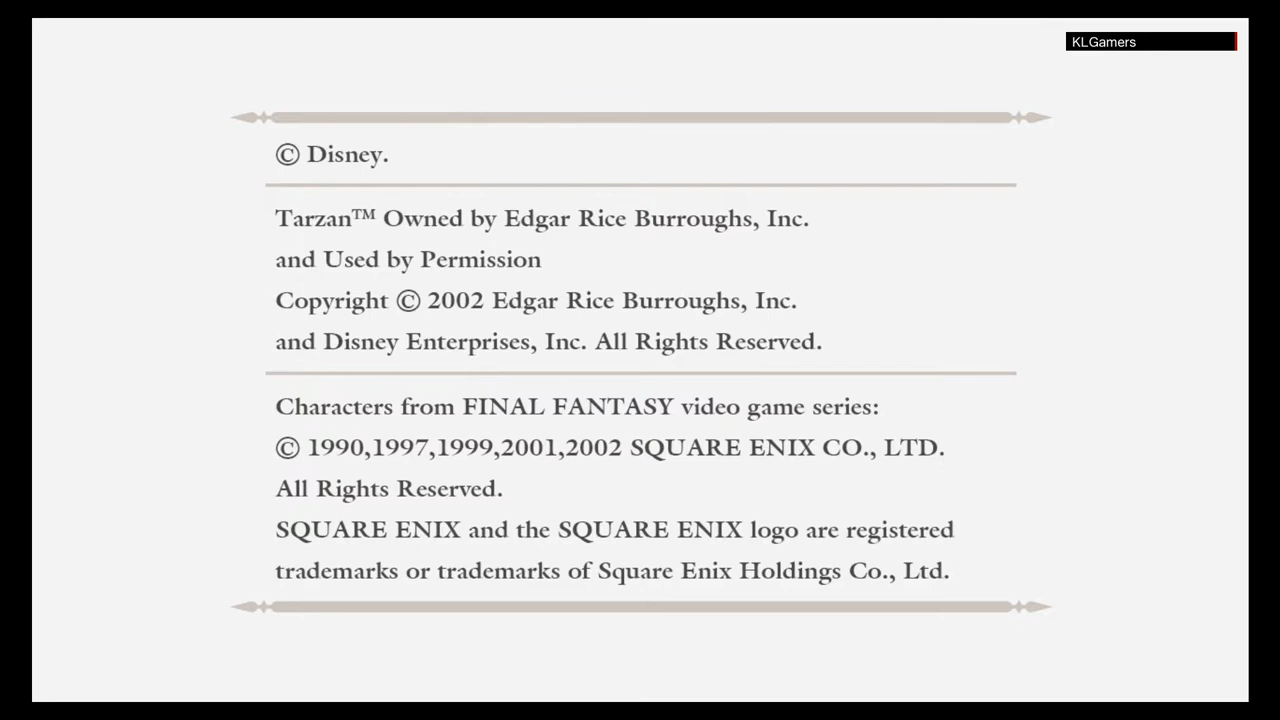 KLGamers
© Disney.
Tarzan™ Owned by Edgar Rice Burroughs, Inc.
and Used by Permission
Copyright © 2002 Edgar Rice Burroughs, Inc.
and Disney Enterprises, Inc. All Rights Reserved.
Characters from FINAL FANTASY video game series:
© 1990,1997,1999,2001,2002 SQUARE ENIX CO., LTD.
All Rights Reserved.
SQUARE ENIX and the SQUARE ENIX logo are registered
trademarks or trademarks of Square Enix Holdings Co., Ltd.